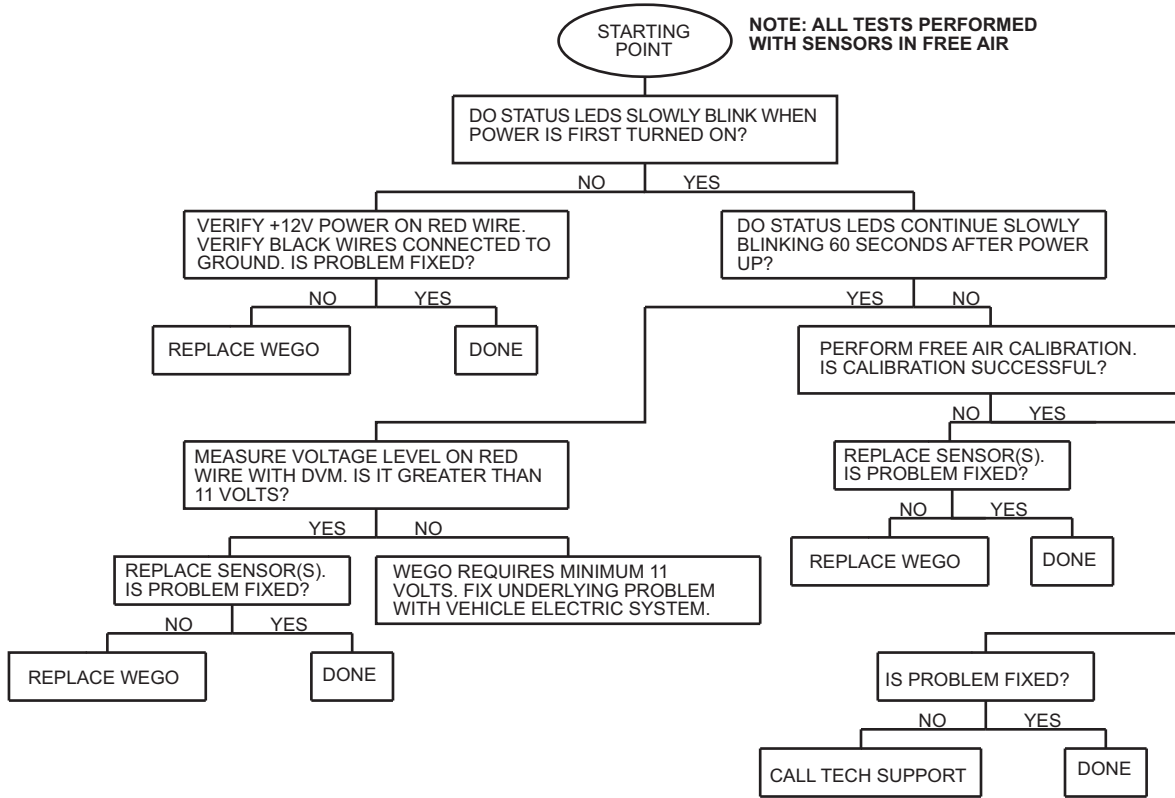 STARTING
POINT
NOTE: ALL TESTS PERFORMED
WITH SENSORS IN FREE AIR
DO STATUS LEDS SLOWLY BLINK WHEN
POWER IS FIRST TURNED ON?
NO
YES
VERIFY +12V POWER ON RED WIRE.
VERIFY BLACK WIRES CONNECTED TO
GROUND. IS PROBLEM FIXED?
DO STATUS LEDS CONTINUE SLOWLY
BLINKING 60 SECONDS AFTER POWER
UP?
NO
YES
YES
NO
REPLACE WEGO
DONE
PERFORM FREE AIR CALIBRATION.
IS CALIBRATION SUCCESSFUL?
NO
YES
MEASURE VOLTAGE LEVEL ON RED
WIRE WITH DVM. IS IT GREATER THAN
11 VOLTS?
REPLACE SENSOR(S).
IS PROBLEM FIXED?
YES
NO
NO
YES
REPLACE SENSOR(S).
IS PROBLEM FIXED?
WEGO REQUIRES MINIMUM 11
VOLTS. FIX UNDERLYING PROBLEM
WITH VEHICLE ELECTRIC SYSTEM.
REPLACE WEGO
DONE
NO
YES
REPLACE WEGO
DONE
IS PROBLEM FIXED?
NO
YES
CALL TECH SUPPORT
DONE